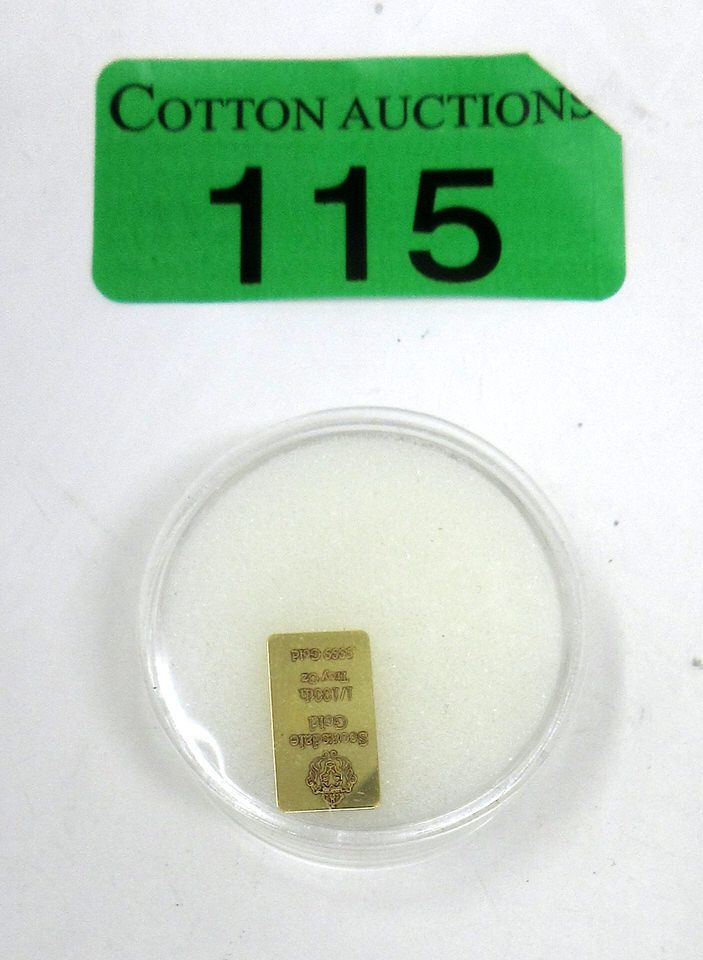 COTTON AUCTIONS
115
Scottsdale
Gold
1/100th
Troy Oz
.9999 Gold